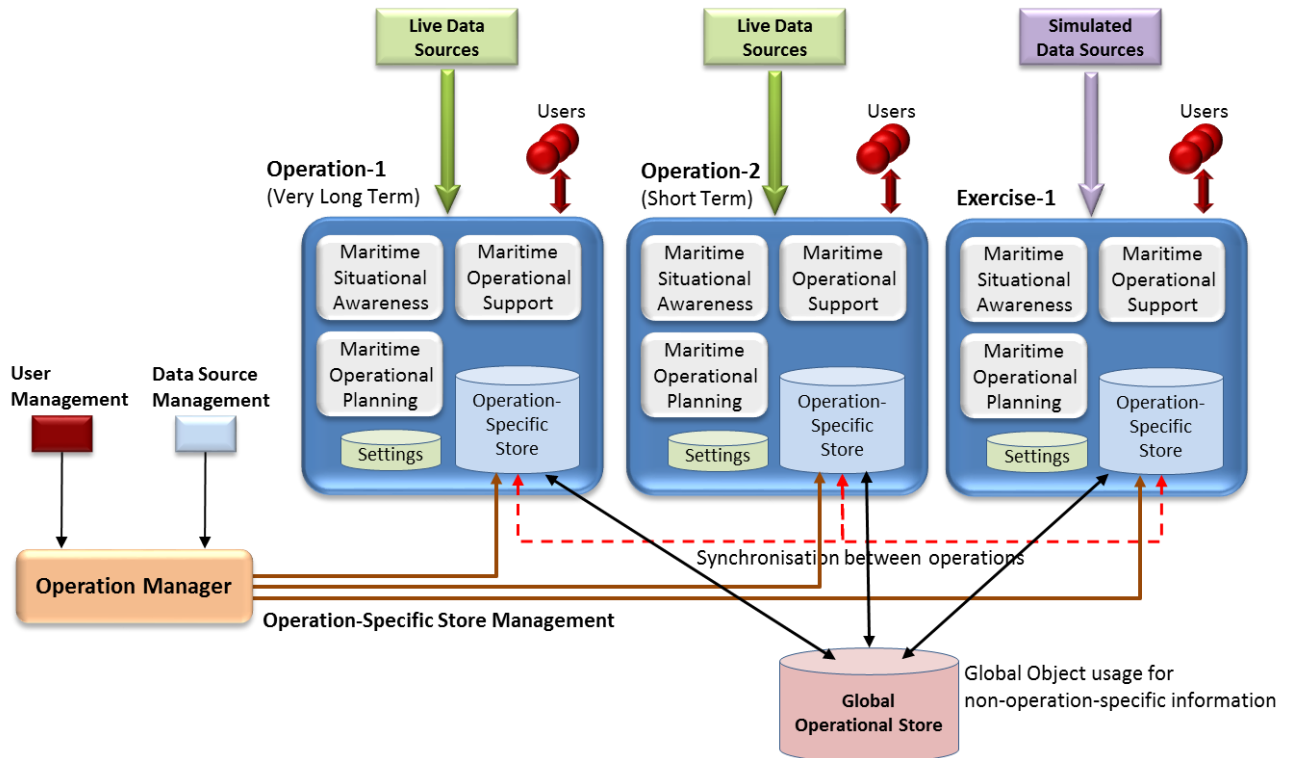 Live Data
Sources
Live Data
Sources
Simulated
Data Sources
Users
Users
Users
Operation-1
(Very Long Term)
Operation-2
(Short Term)
Exercise-1
Maritime
Situational
Awareness
Maritime
Operational
Support
Maritime
Operational
Planning
Operation-
Specific
Store
Settings
Maritime
Situational
Awareness
Maritime
Operational
Support
Maritime
Operational
Planning
Operation-
Specific
Store
Settings
Maritime
Situational
Awareness
Maritime
Operational
Support
Maritime
Operational
Planning
Operation-
Specific
Store
Settings
User
Management
Data Source
Management
Operation Manager
Synchronisation between operations
Operation-Specific Store Management
Global
Operational Store
Global Object usage for
non-operation-specific information